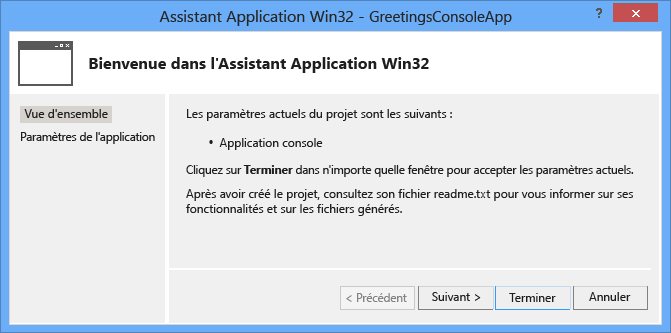 Assistant Application Win32 - GreetingsConsoleApp
?
Bienvenue dans l'Assistant Application Win32
Vue d'ensemble
Paramètres de l'application
Les paramètres actuels du projet sont les suivants :
• Application console
Cliquez sur Terminer dans n'importe quelle fenêtre pour accepter les paramètres actuels.
Après avoir créé le projet, consultez son fichier readme.txt pour vous informer sur ses
fonctionnalités et sur les fichiers générés.
< Précédent
Suivant >
Terminer
Annuler